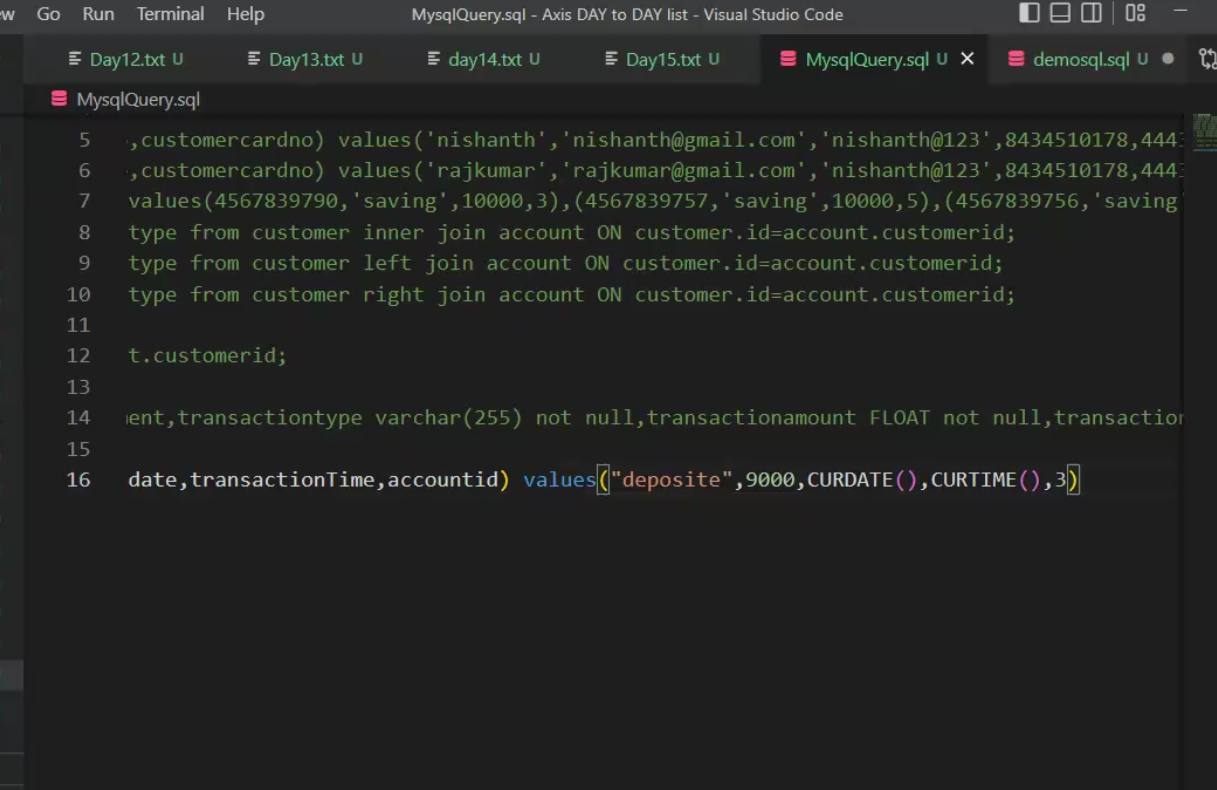 Go Run Terminal Help MysqlQuery.sql - Axis DAY to DAY list - Visual Studio Code
Day12.txt U Day13.txt U day14.txt U Day15.txt U MysqlQuery.sql U demosql.sql U
MysqlQuery.sql
5 ,customercardno) values('nishanth','nishanth@gmail.com','nishanth@123',8434510178,4443
6 ,customercardno) values('rajkumar','rajkumar@gmail.com','nishanth@123',8434510178,4443
7 values(4567839790,'saving',10000,3),(4567839757,'saving',10000,5),(4567839756,'saving'
8 type from customer inner join account ON customer.id=account.customerid;
9 type from customer left join account ON customer.id=account.customerid;
10 type from customer right join account ON customer.id=account.customerid;
11
12 t.customerid;
13
14 ent,transactiontype varchar(255) not null,transactionamount FLOAT not null,transaction
15
16 date,transactionTime,accountid) values("deposite",9000,CURDATE(),CURTIME(),3)